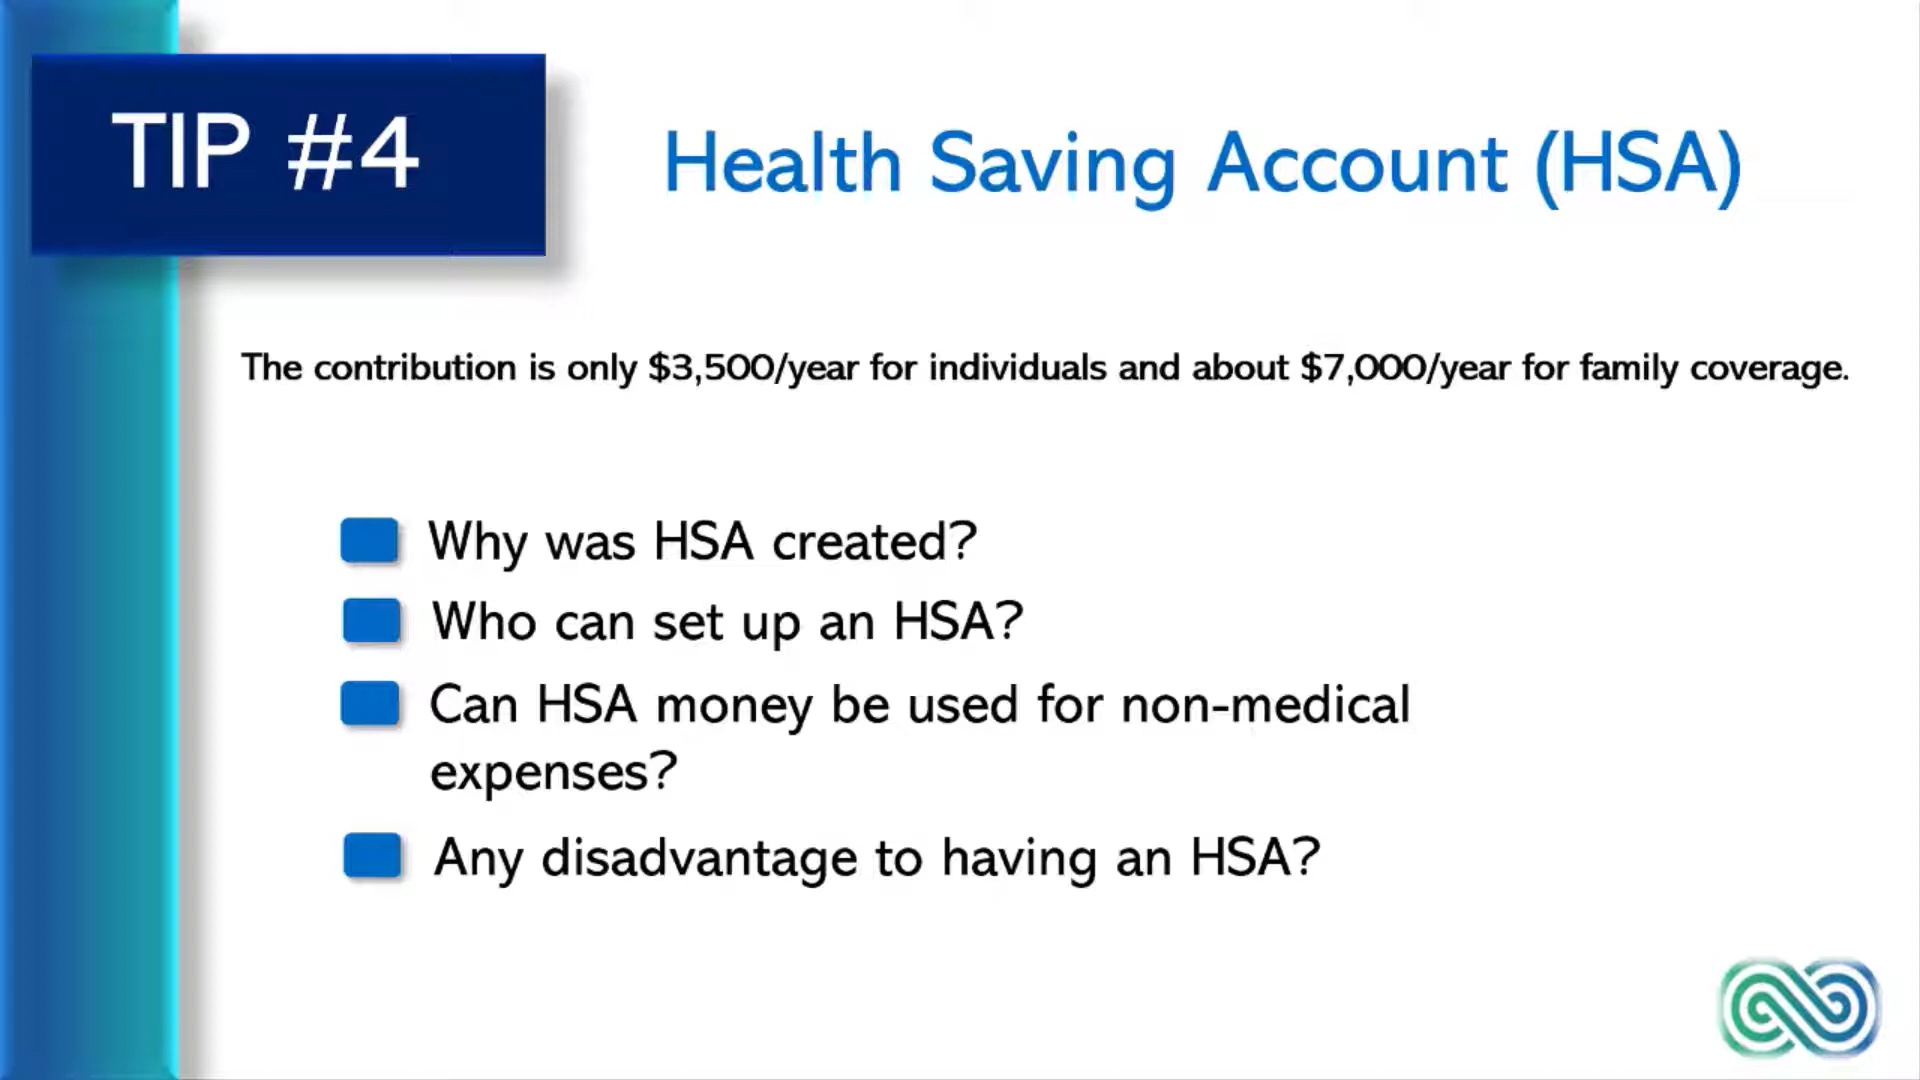 TIP #4
Health Saving Account (HSA)
The contribution is only $3,500/year for individuals and about $7,000/year for family coverage.
Why was HSA created?
Who can set up an HSA?
Can HSA money be used for non-medical
expenses?
Any disadvantage to having an HSA?